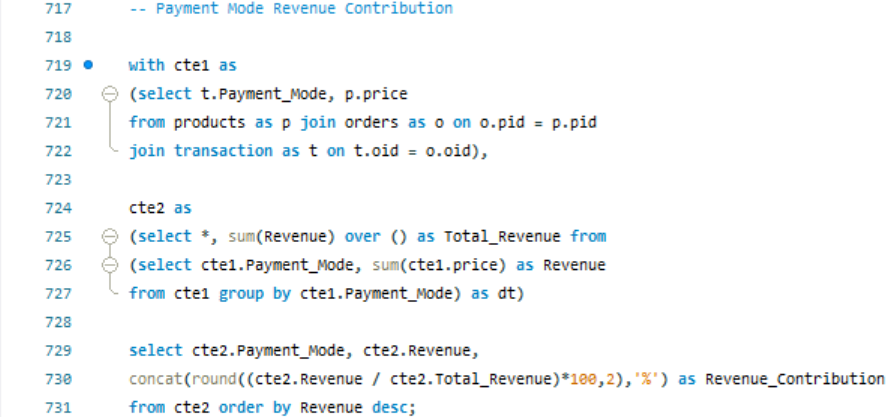 717 -- Payment Mode Revenue Contribution
718
719 with cte1 as
720 (select t.Payment_Mode, p.price
721 from products as p join orders as o on o.pid = p.pid
722 join transaction as t on t.oid = o.oid),
723
724 cte2 as
725 (select *, sum(Revenue) over () as Total_Revenue from
726 (select cte1.Payment_Mode, sum(cte1.price) as Revenue
727 from cte1 group by cte1.Payment_Mode) as dt)
728
729 select cte2.Payment_Mode, cte2.Revenue,
730 concat(round((cte2.Revenue / cte2.Total_Revenue)*100,2),'%') as Revenue_Contribution
731 from cte2 order by Revenue desc;